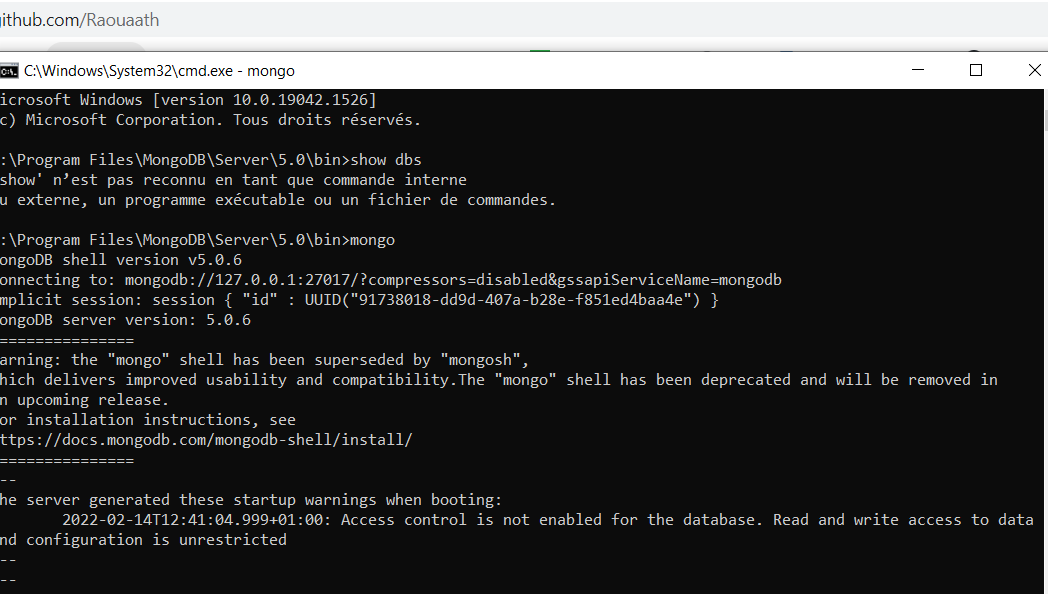 github.com/Raouaath
C:\Windows\System32\cmd.exe - mongo
icrosoft Windows [version 10.0.19042.1526]
c) Microsoft Corporation. Tous droits réservés.
:\Program Files\MongoDB\Server\5.0\bin>show dbs
show' n’est pas reconnu en tant que commande interne
u externe, un programme exécutable ou un fichier de commandes.
:\Program Files\MongoDB\Server\5.0\bin>mongo
ongoDB shell version v5.0.6
onnecting to: mongodb://127.0.0.1:27017/?compressors=disabled&gssapiServiceName=mongodb
mplicit session: session { "id" : UUID("91738018-dd9d-407a-b28e-f851ed4baa4e") }
ongoDB server version: 5.0.6
===============
arning: the "mongo" shell has been superseded by "mongosh",
hich delivers improved usability and compatibility.The "mongo" shell has been deprecated and will be removed in
n upcoming release.
or installation instructions, see
ttps://docs.mongodb.com/mongodb-shell/install/
===============
--
he server generated these startup warnings when booting:
2022-02-14T12:41:04.999+01:00: Access control is not enabled for the database. Read and write access to data
nd configuration is unrestricted
--
--